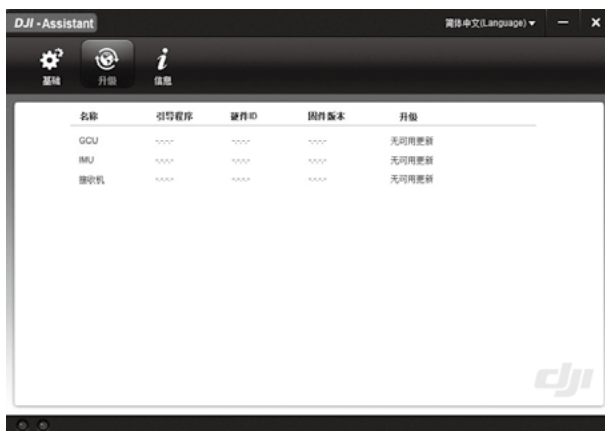 DJI - Assistant 简体中文(Language) — x
基础 升级 信息
名称 引导程序 硬件ID 固件版本 升级
GCU -.-.-.- -.-.-.- -.-.-.- 无可用更新
IMU -.-.-.- -.-.-.- -.-.-.- 无可用更新
接收机 -.-.-.- -.-.-.- -.-.-.- 无可用更新
dji